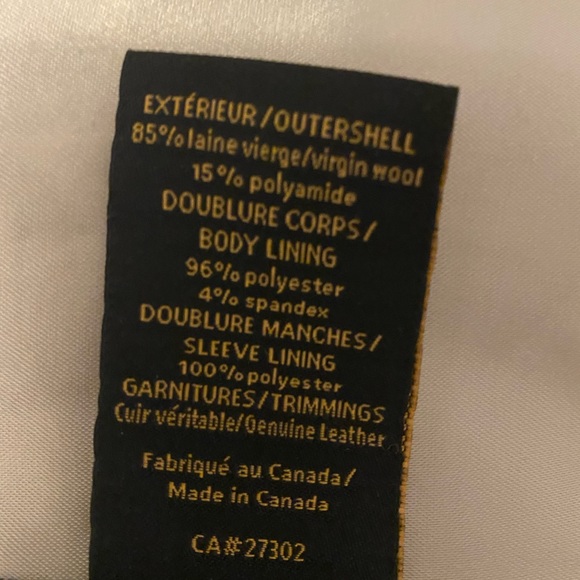 EXTÉRIEUR/OUTERSHELL
85% laine vierge/virgin wool
15% polyamide
DOUBLURE CORPS/
BODY LINING
96% polyester
4% spandex
DOUBLURE MANCHES/
SLEEVE LINING
100% polyester
GARNITURES/TRIMMINGS
Cuir véritable/Genuine Leather
Fabriqué au Canada/
Made in Canada
CA#27302